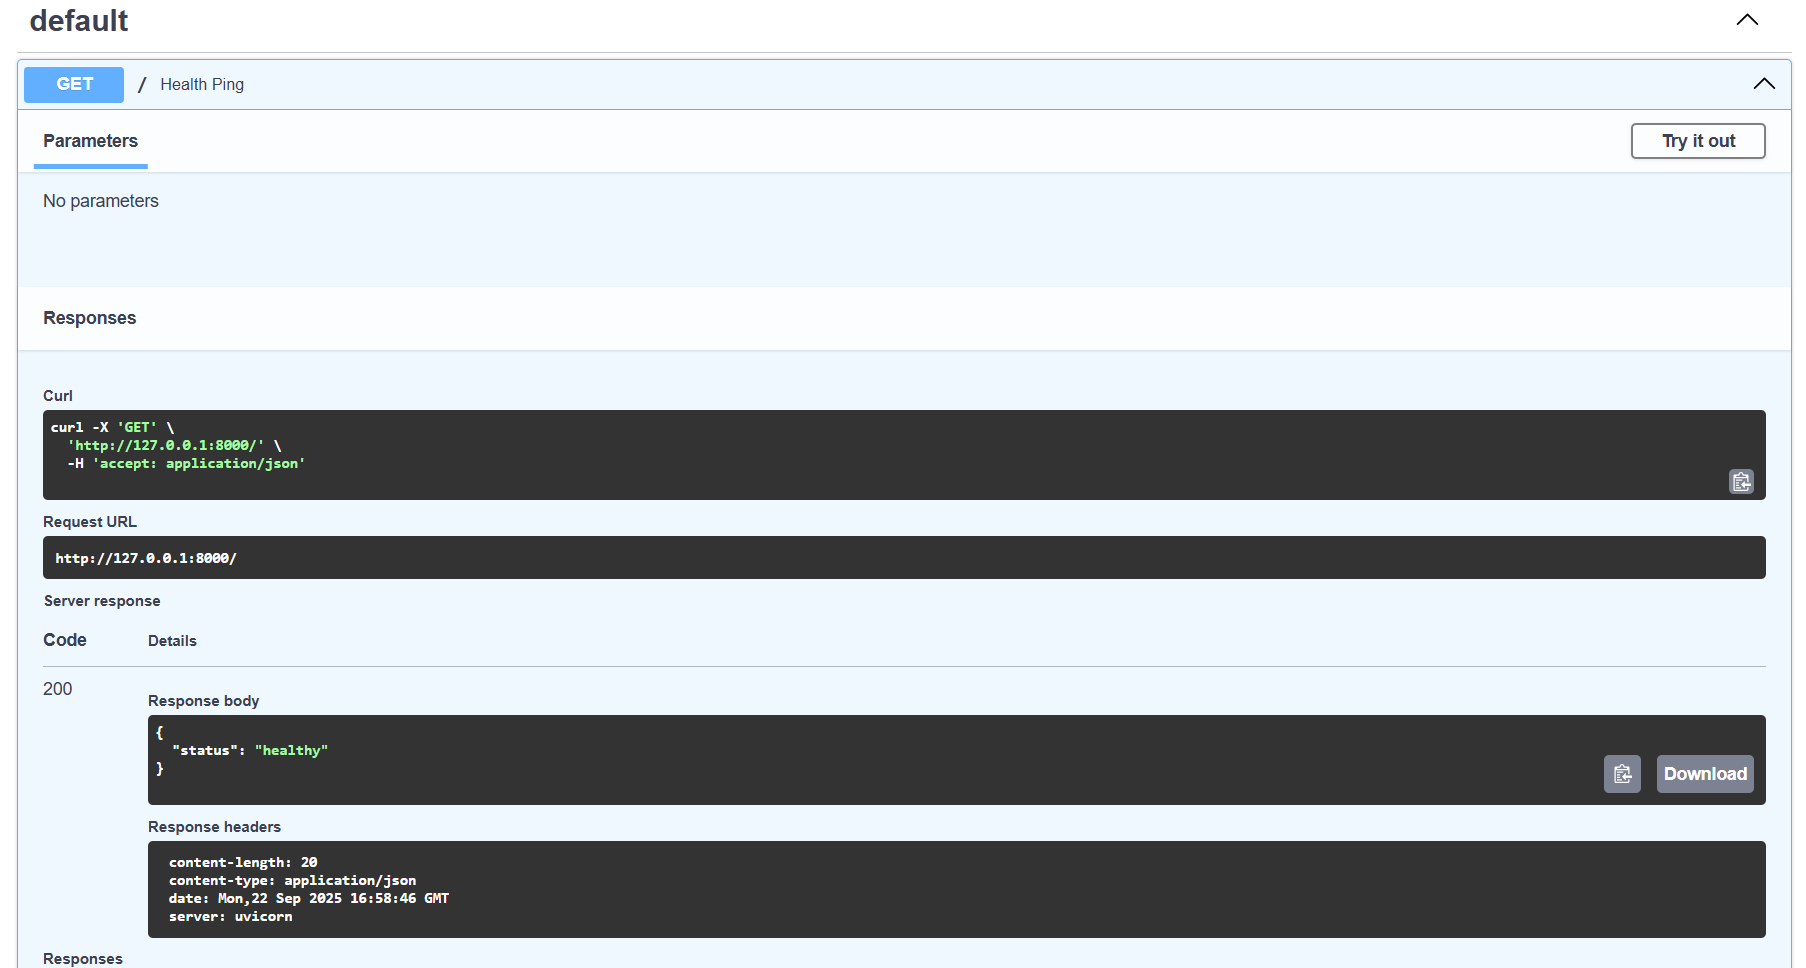 default
GET / Health Ping
Parameters
Try it out
No parameters
Responses
Curl
curl -X 'GET' \
  'http://127.0.0.1:8000/' \
  -H 'accept: application/json'
Request URL
http://127.0.0.1:8000/
Server response
Code Details
200
Response body
{
  "status": "healthy"
}
Download
Response headers
content-length: 20
content-type: application/json
date: Mon,22 Sep 2025 16:58:46 GMT
server: uvicorn
Responses